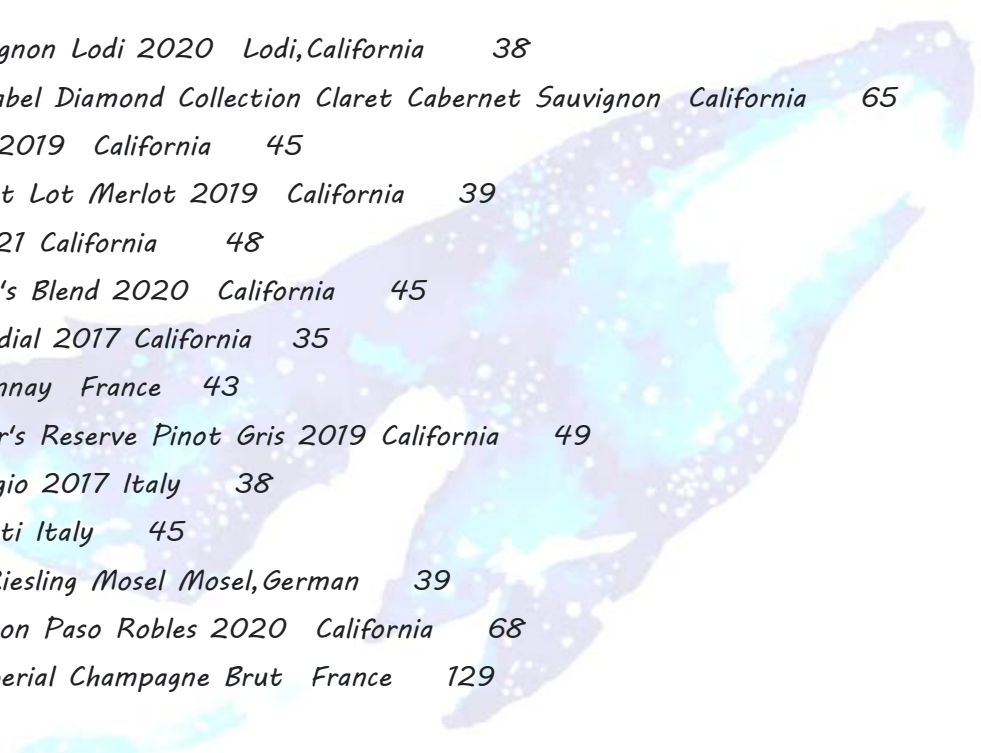 gnon Lodi 2020 Lodi, California 38
abel Diamond Collection Claret Cabernet Sauvignon California 65
2019 California 45
t Lot Merlot 2019 California 39
21 California 48
's Blend 2020 California 45
dial 2017 California 35
nnay France 43
r's Reserve Pinot Gris 2019 California 49
gio 2017 Italy 38
ti Italy 45
Riesling Mosel Mosel, German 39
on Paso Robles 2020 California 68
perial Champagne Brut France 129